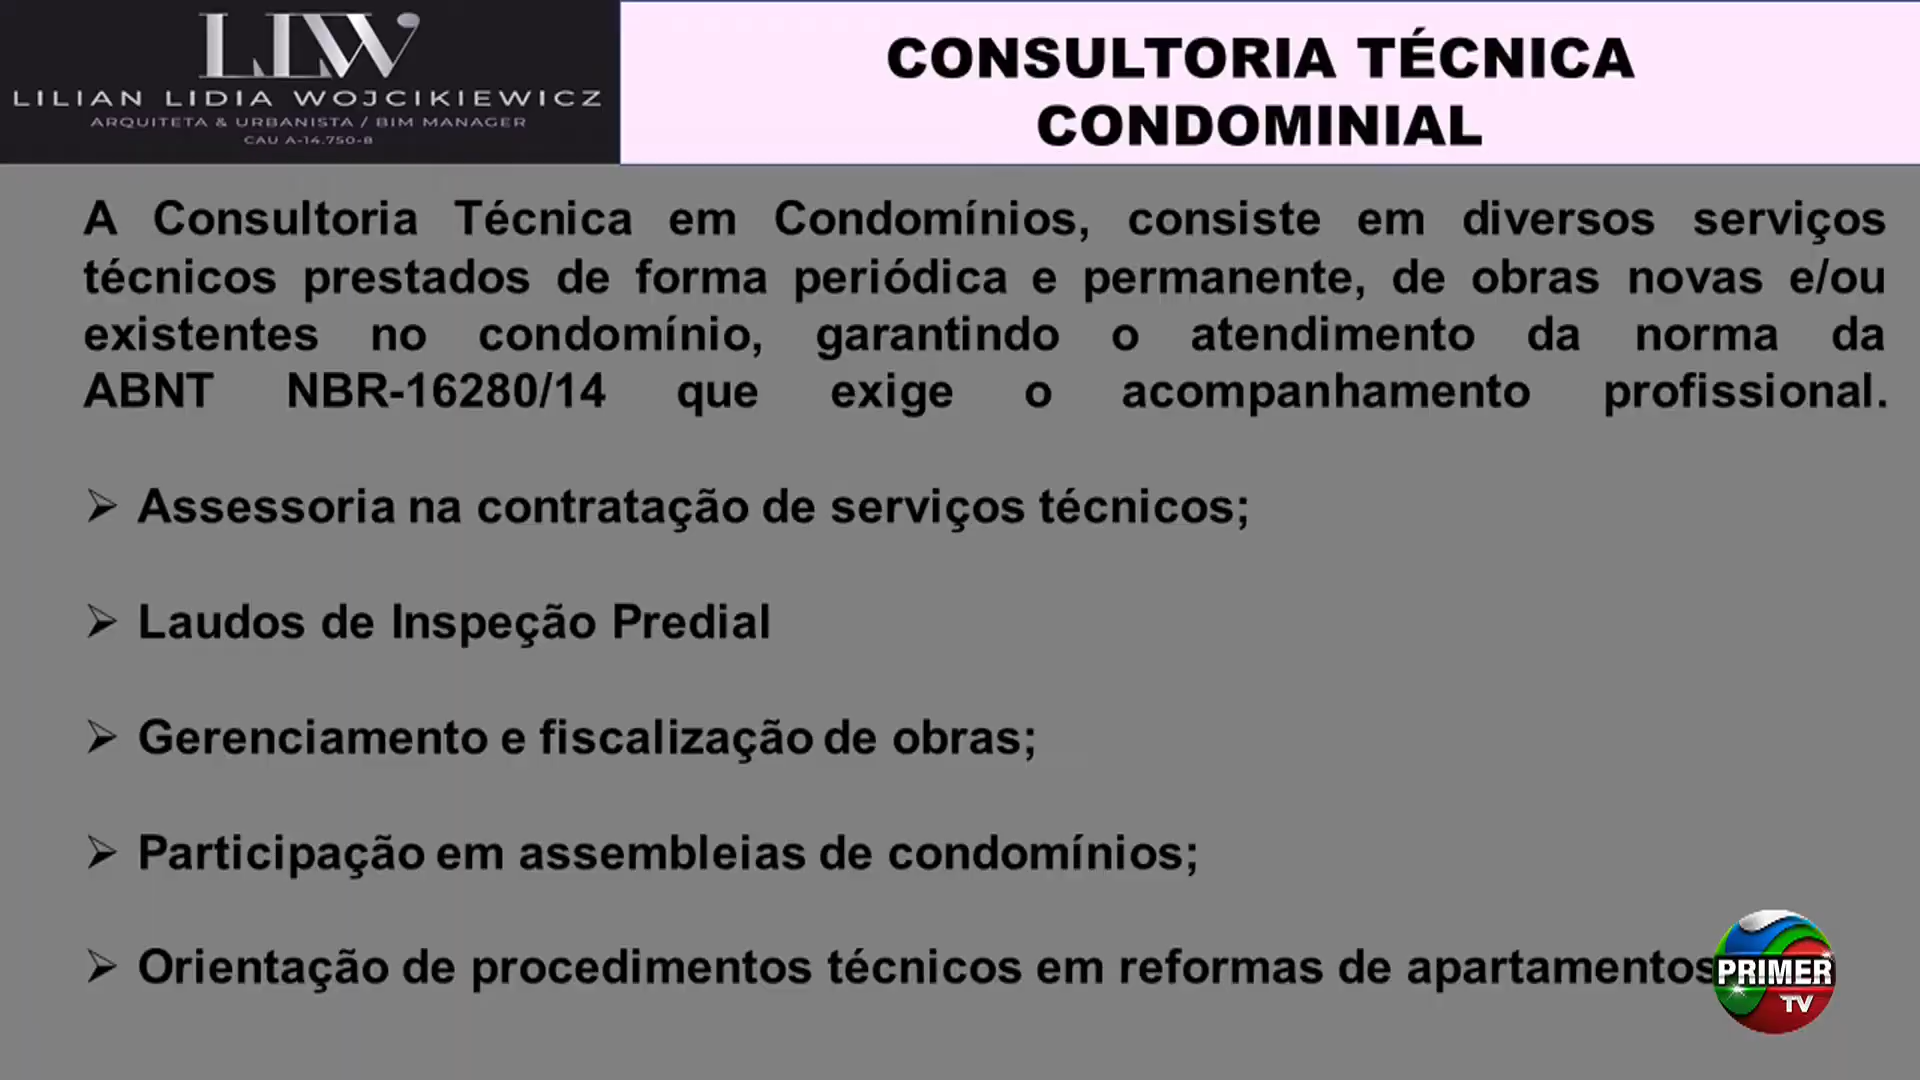 LLW
LILIAN LIDIA WOJCIKIEWICZ
ARQUITETA & URBANISTA / BIM MANAGER
CAU A-14.750-8
CONSULTORIA TÉCNICA
CONDOMINIAL
A Consultoria Técnica em Condomínios, consiste em diversos serviços
técnicos prestados de forma periódica e permanente, de obras novas e/ou
existentes no condomínio, garantindo o atendimento da norma da
ABNT NBR-16280/14 que exige o acompanhamento profissional.
➢ Assessoria na contratação de serviços técnicos;
➢ Laudos de Inspeção Predial
➢ Gerenciamento e fiscalização de obras;
➢ Participação em assembleias de condomínios;
➢ Orientação de procedimentos técnicos em reformas de apartamentos
PRIMER
TV